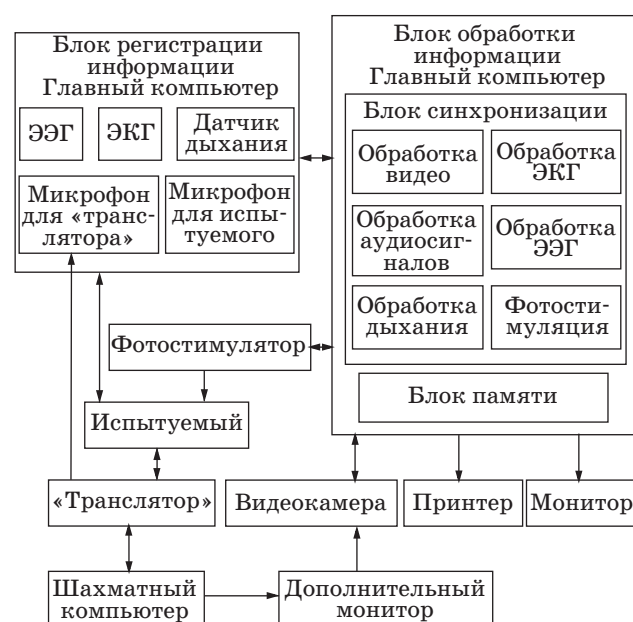 Блок регистрации
информации
Главный компьютер
ЭЭГ
ЭКГ
Датчик
дыхания
Микрофон
для «транс-
лятора»
Микрофон
для испы-
туемого
Блок обработки
информации
Главный компьютер
Блок синхронизации
Обработка
видео
Обработка
ЭКГ
Обработка
аудиосиг-
налов
Обработка
ЭЭГ
Обработка
дыхания
Фотости-
муляция
Блок памяти
Фотостимулятор
Испытуемый
«Транслятор»
Видеокамера
Принтер
Монитор
Шахматный
компьютер
Дополнительный
монитор